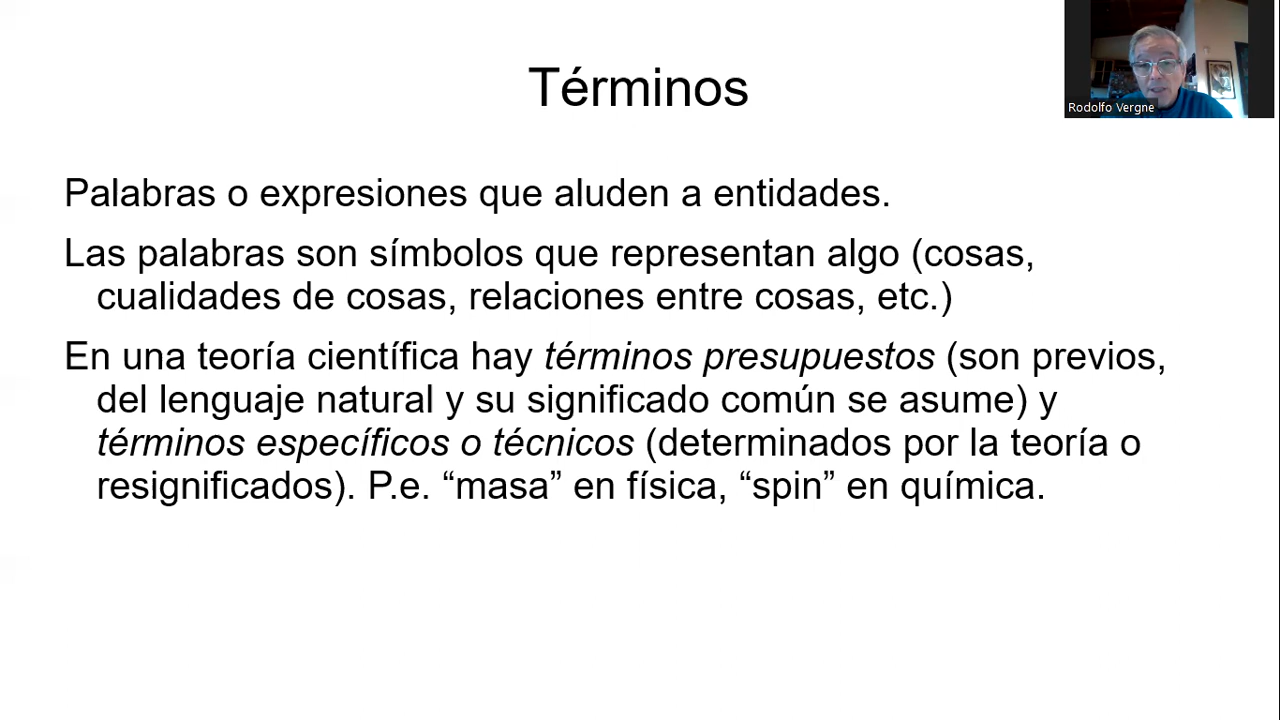 Términos
Rodolfo Vergne
Palabras o expresiones que aluden a entidades.
Las palabras son símbolos que representan algo (cosas,
cualidades de cosas, relaciones entre cosas, etc.)
En una teoría científica hay términos presupuestos (son previos,
del lenguaje natural y su significado común se asume) y
términos específicos o técnicos (determinados por la teoría o
resignificados). P.e. “masa” en física, “spin” en química.